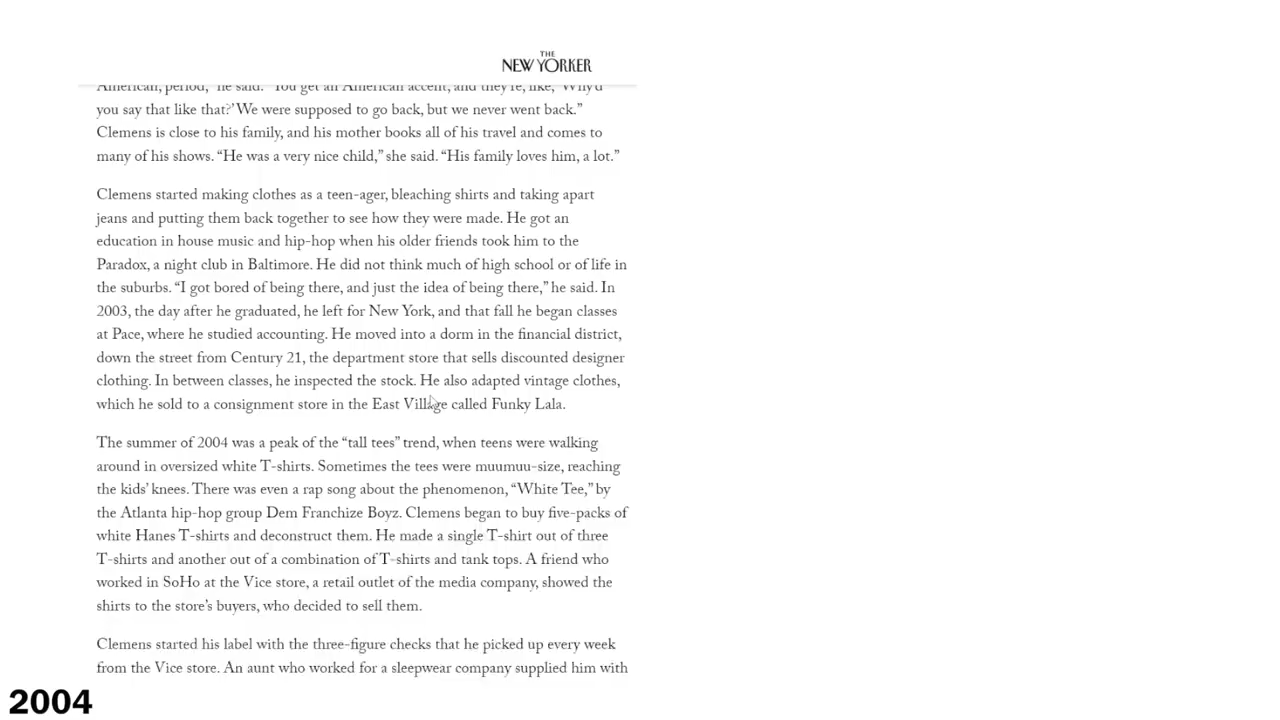 THE
NEW YORKER
American, period,” he said. “You get an American accent, and they’re, like, ‘Why’d
you say that like that?’ We were supposed to go back, but we never went back.”
Clemens is close to his family, and his mother books all of his travel and comes to
many of his shows. “He was a very nice child,” she said. “His family loves him, a lot.”
Clemens started making clothes as a teen-ager, bleaching shirts and taking apart
jeans and putting them back together to see how they were made. He got an
education in house music and hip-hop when his older friends took him to the
Paradox, a night club in Baltimore. He did not think much of high school or of life in
the suburbs. “I got bored of being there, and just the idea of being there,” he said. In
2003, the day after he graduated, he left for New York, and that fall he began classes
at Pace, where he studied accounting. He moved into a dorm in the financial district,
down the street from Century 21, the department store that sells discounted designer
clothing. In between classes, he inspected the stock. He also adapted vintage clothes,
which he sold to a consignment store in the East Village called Funky Lala.
The summer of 2004 was a peak of the “tall tees” trend, when teens were walking
around in oversized white T-shirts. Sometimes the tees were muumuu-size, reaching
the kids’ knees. There was even a rap song about the phenomenon, “White Tee,” by
the Atlanta hip-hop group Dem Franchize Boyz. Clemens began to buy five-packs of
white Hanes T-shirts and deconstruct them. He made a single T-shirt out of three
T-shirts and another out of a combination of T-shirts and tank tops. A friend who
worked in SoHo at the Vice store, a retail outlet of the media company, showed the
shirts to the store’s buyers, who decided to sell them.
Clemens started his label with the three-figure checks that he picked up every week
from the Vice store. An aunt who worked for a sleepwear company supplied him with
2004